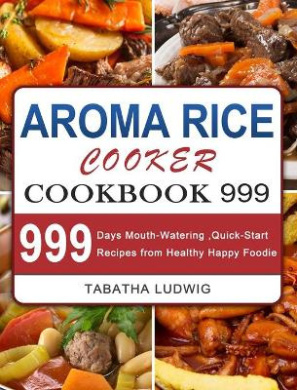 AROMA RICE
COOKER
COOKBOOK 999
999 Days Mouth-Watering ,Quick-Start
Recipes from Healthy Happy Foodie
TABATHA LUDWIG